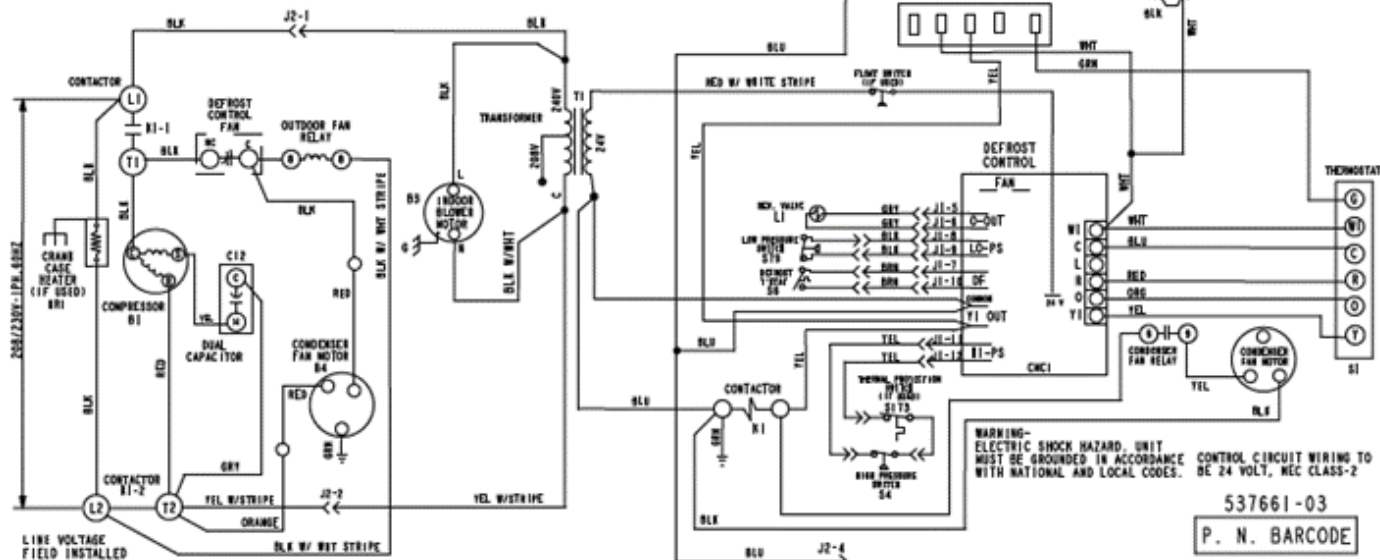 BLK
J2-1
BLK
CONTACTOR
L1
K1-1
T1
BLK
DEFROST
CONTROL
FAN
NC
C
OUTDOOR FAN
RELAY
BLK
BLK
BLK
BLK
208/230V-1PH.60HZ
CRANK
CASE
HEATER
(IF USED)
HR1
COMPRESSOR
B1
C12
C
H
YEL
DUAL
CAPACITOR
RED
BLK W/ WHT STRIPE
RED
CONDENSER
FAN MOTOR
B4
RED
GRN
GRY
CONTACTOR
K1-2
L2
T2
YEL W/STRIPE
J2-2
YEL W/STRIPE
ORANGE
BLK W/ WHT STRIPE
LINE VOLTAGE
FIELD INSTALLED
BLK
TRANSFORMER
240V
208V
C
T1
24V
B3
L
INDOOR
BLOWER
MOTOR
N
G
BLK W/WHT
BLU
RED W/ WHITE STRIPE
FLOAT SWITCH
(IF USED)
YEL
YEL
WHT
GRN
BLK
WHT
WHT
DEFROST
CONTROL
FAN
REV. VALVE
L1
GRY
GRY
BLK
BLK
BRN
BRN
J1-5
J1-6
J1-8
J1-9
J1-7
J1-10
O-OUT
LO-PS
DF
LOW PRESSURE
SWITCH
S79
DEFROST
T'STAT
S6
COMMON
Y1 OUT
24 V
YEL
YEL
J1-11
J1-12
HI-PS
CMC1
W1
C
L
R
O
Y1
WHT
BLU
RED
ORG
YEL
THERMOSTAT
G
W1
C
R
O
Y
S1
BLU
BLU
CONTACTOR
K1
YEL
GRN
THERMAL PROTECTION
SWITCH
(IF USED)
S173
HIGH PRESSURE
SWITCH
S4
CONDENSER
FAN RELAY
YEL
CONDENSER
FAN MOTOR
BLK
BLK
WARNING-
ELECTRIC SHOCK HAZARD. UNIT
MUST BE GROUNDED IN ACCORDANCE
WITH NATIONAL AND LOCAL CODES.
CONTROL CIRCUIT WIRING TO
BE 24 VOLT, NEC CLASS-2
537661-03
P. N. BARCODE
BLU
J2-4